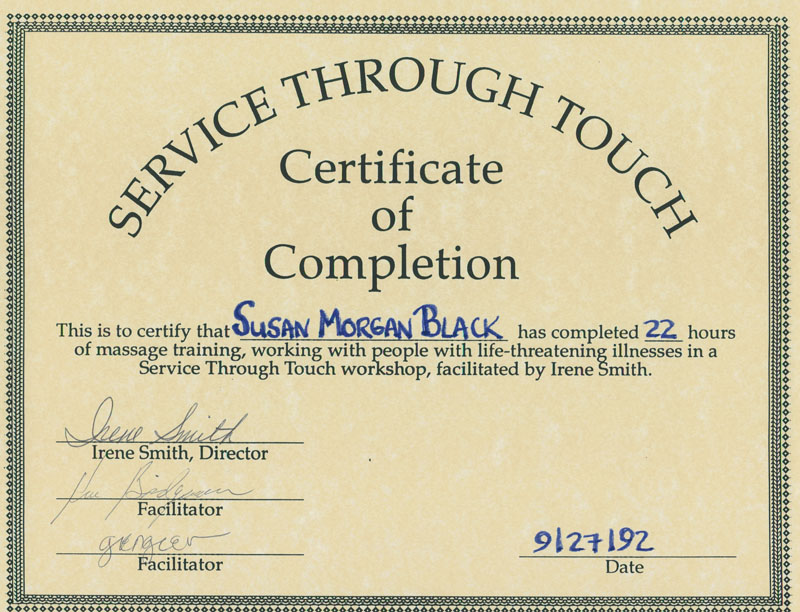 SERVICE THROUGH TOUCH
Certificate
of
Completion
This is to certify that SUSAN MORGAN BLACK has completed 22 hours
of massage training, working with people with life-threatening illnesses in a
Service Through Touch workshop, facilitated by Irene Smith.
Irene Smith
Irene Smith, Director
Facilitator
Facilitator
9/27/92
Date